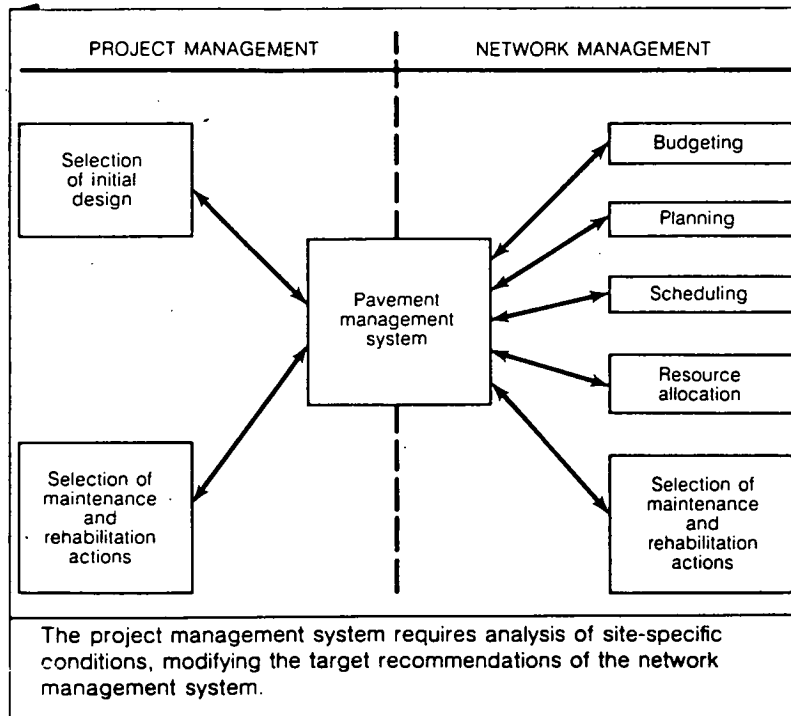 PROJECT MANAGEMENT
NETWORK MANAGEMENT
Selection
of initial
design
Selection of
maintenance
and
rehabilitation
actions
Pavement
management
system
Budgeting
Planning
Scheduling
Resource
allocation
Selection of
maintenance
and
rehabilitation
actions
The project management system requires analysis of site-specific
conditions, modifying the target recommendations of the network
management system.